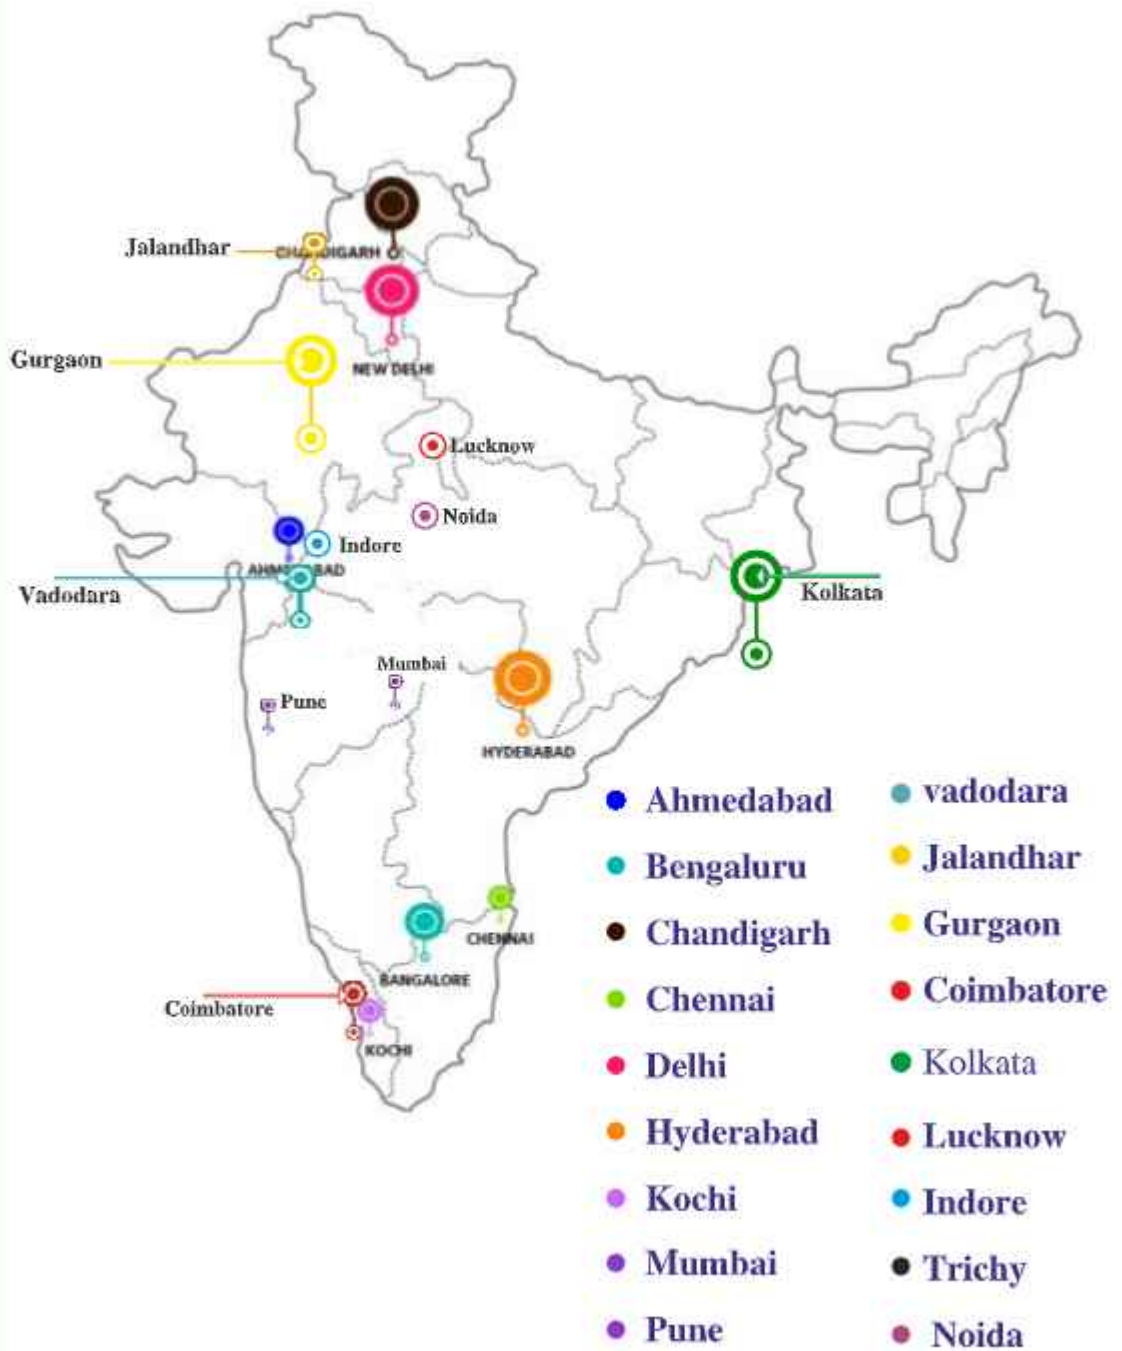 Jalandhar
CHANDIGARH
Gurgaon
NEW DELHI
Lucknow
Noida
Indore
AHMEDABAD
Vadodara
Kolkata
Mumbai
Pune
HYDERABAD
CHENNAI
BANGALORE
Coimbatore
KOCHI
Ahmedabad
Bengaluru
Chandigarh
Chennai
Delhi
Hyderabad
Kochi
Mumbai
Pune
vadodara
Jalandhar
Gurgaon
Coimbatore
Kolkata
Lucknow
Indore
Trichy
Noida